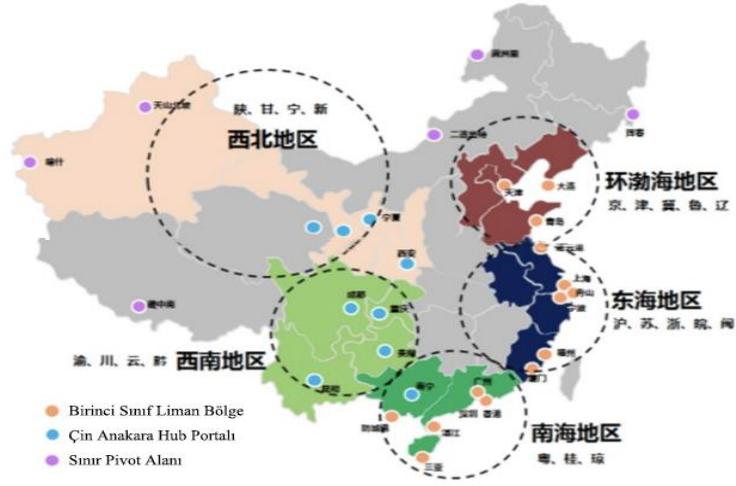 满洲里
天山北坡
陕、甘、宁、新
西北地区
二连浩特
珲春
喀什
环渤海地区
京、津、冀、鲁、辽
天津
大连
宁夏
青岛
西安
上海
舟山
宁波
东海地区
沪、苏、浙、皖、闽
藏中南
成都
重庆
贵阳
昆明
渝、川、云、黔
西南地区
福州
厦门
南宁
广州
深圳
香港
防城港
湛江
三亚
南海地区
粤、桂、琼
Birinci Sınıf Liman Bölge
Çin Anakara Hub Portalı
Sınır Pivot Alanı